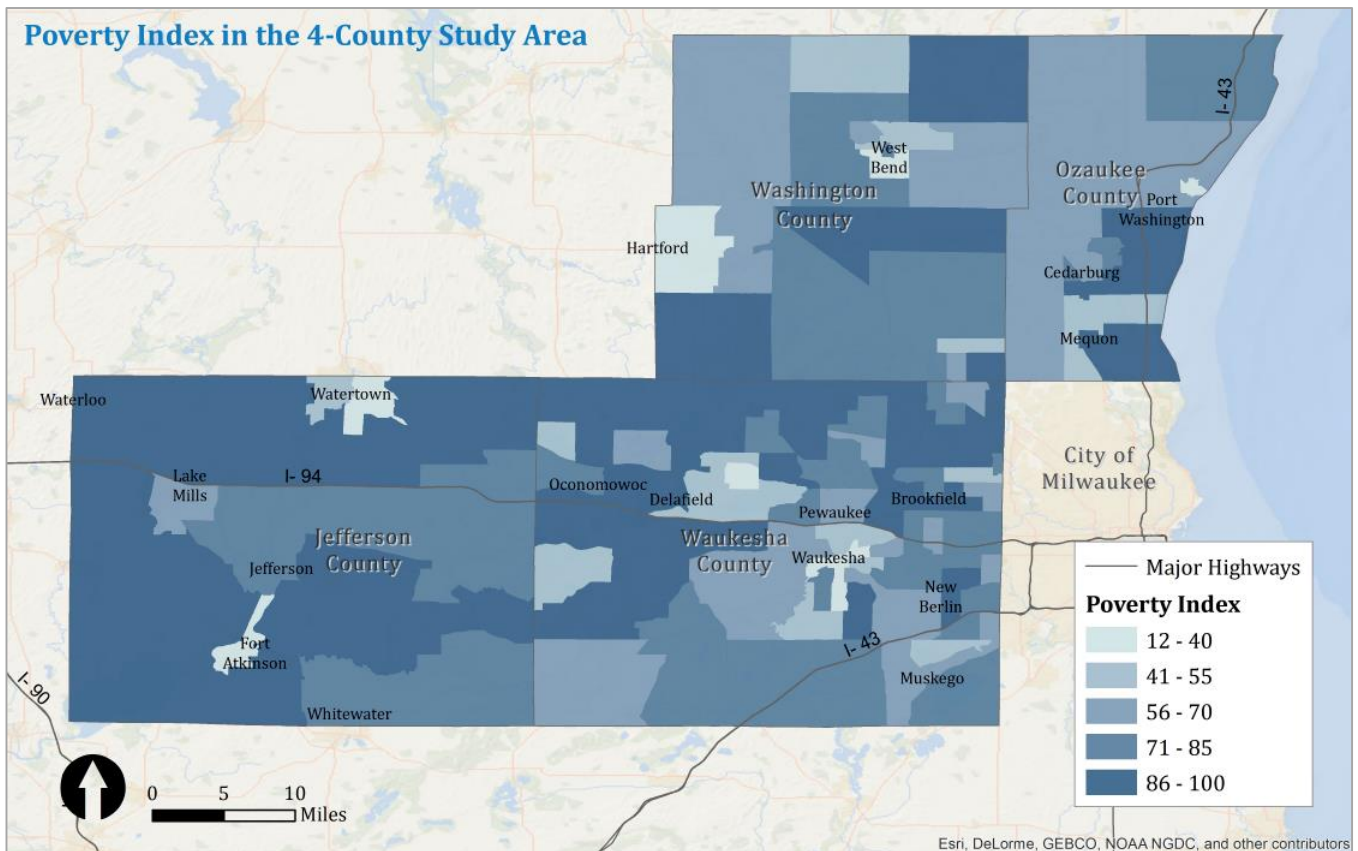 Poverty Index in the 4-County Study Area
I- 43
West
Bend
Washington
County
Ozaukee
County
Port
Washington
Hartford
Cedarburg
Mequon
Waterloo
Watertown
City of
Milwaukee
Lake
Mills
I- 94
Oconomowoc
Delafield
Brookfield
Pewaukee
Jefferson
County
Waukesha
County
Waukesha
Jefferson
New
Berlin
Fort
Atkinson
I- 43
Muskego
I- 90
Whitewater
Major Highways
Poverty Index
12 - 40
41 - 55
56 - 70
71 - 85
86 - 100
0 5 10
Miles
Esri, DeLorme, GEBCO, NOAA NGDC, and other contributors